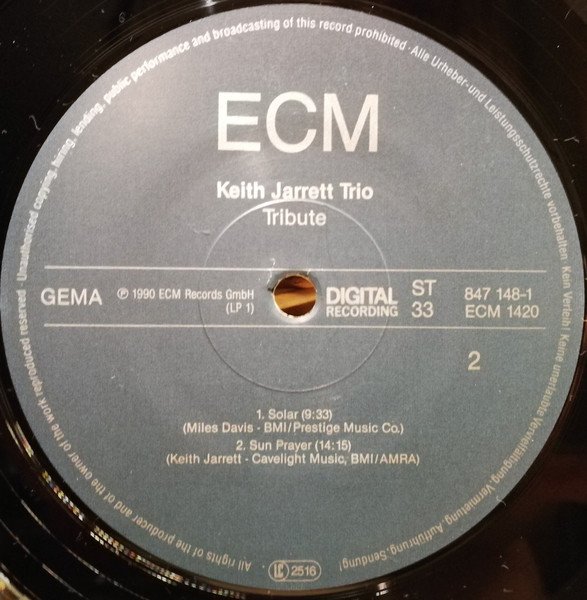 Unauthorised copying, hiring, lending, public performance and broadcasting of this record prohibited · Alle Urheber- und Leistungsschutzrechte vorbehalten · Kein Verleih! Keine unerlaubte Vervielfältigung, Vermietung, Aufführung, Sendung!
ECM
Keith Jarrett Trio
Tribute
GEMA
℗ 1990 ECM Records GmbH
(LP 1)
DIGITAL
RECORDING
ST
33
847 148-1
ECM 1420
2
1. Solar (9:33)
(Miles Davis - BMI/Prestige Music Co.)
2. Sun Prayer (14:15)
(Keith Jarrett - Cavelight Music, BMI/AMRA)
· All rights of the producer and of the owner of the work reproduced reserved ·
LC 2516